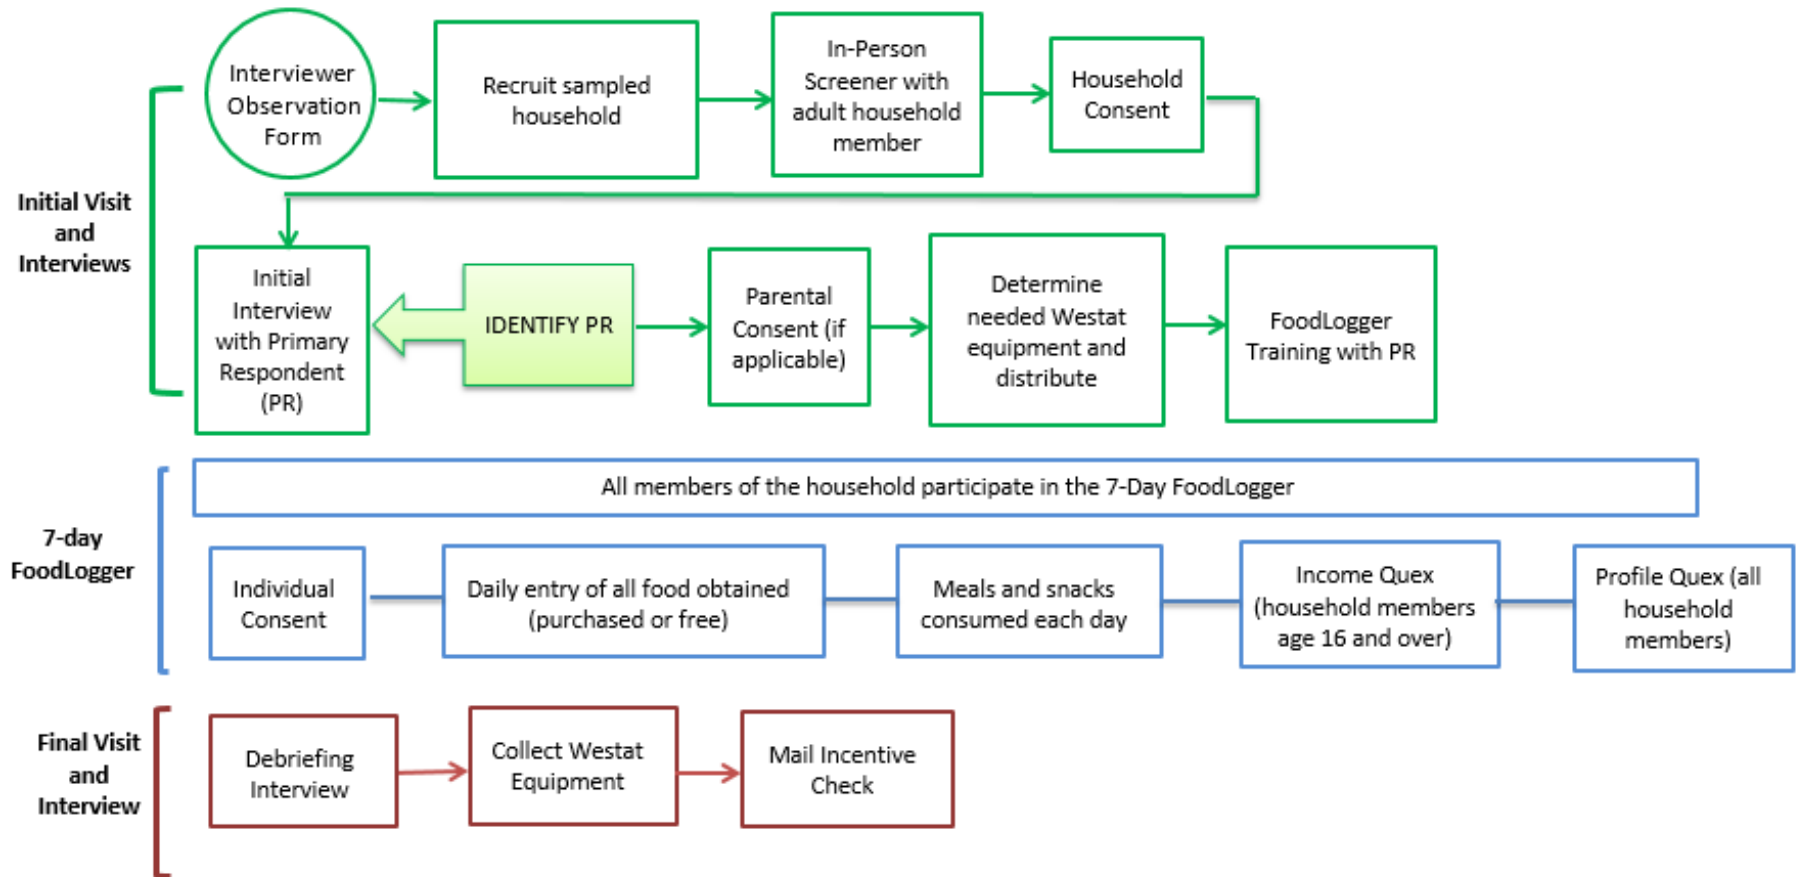 Interviewer
Observation
Form
Recruit sampled
household
In-Person
Screener with
adult household
member
Household
Consent
Initial Visit
and
Interviews
Initial
Interview
with Primary
Respondent
(PR)
IDENTIFY PR
Parental
Consent (if
applicable)
Determine
needed Westat
equipment and
distribute
FoodLogger
Training with PR
All members of the household participate in the 7-Day FoodLogger
7-day
FoodLogger
Individual
Consent
Daily entry of all food obtained
(purchased or free)
Meals and snacks
consumed each day
Income Quex
(household members
age 16 and over)
Profile Quex (all
household
members)
Final Visit
and
Interview
Debriefing
Interview
Collect Westat
Equipment
Mail Incentive
Check